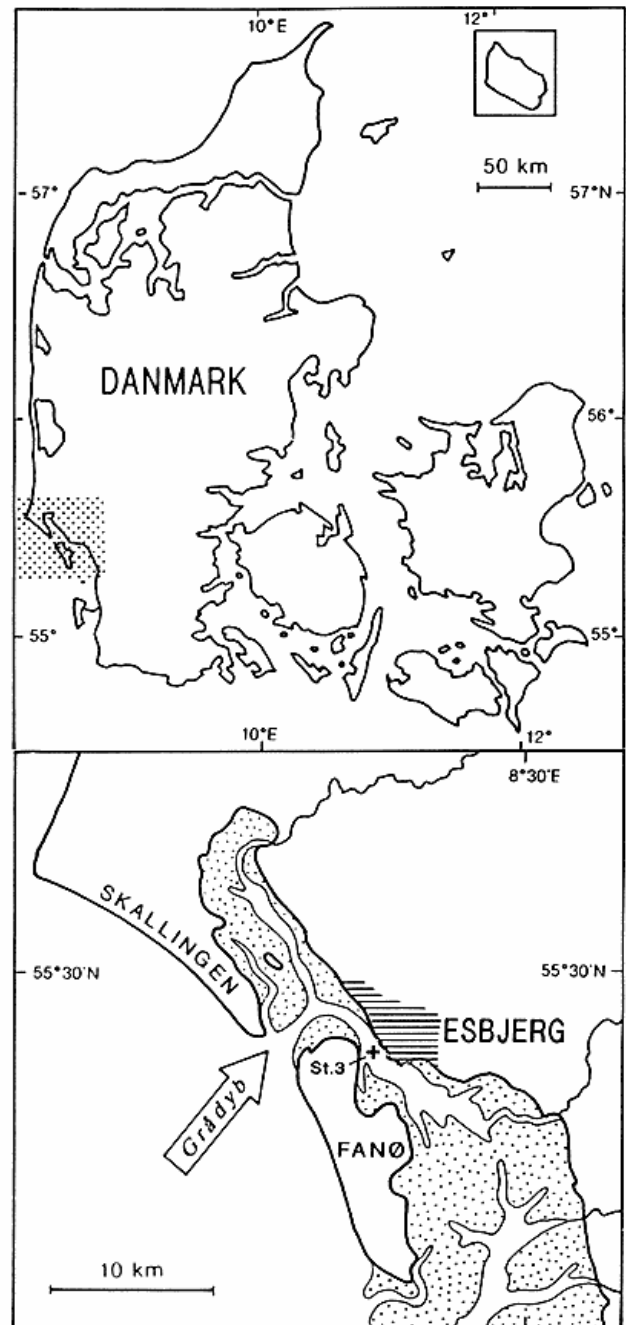 10°E
12°
50 km
57°
57°N
DANMARK
56°
55°
55°
10°E
12°
8°30'E
SKALLINGEN
55°30'N
55°30'N
ESBJERG
St.3
Grådyb
FANØ
10 km